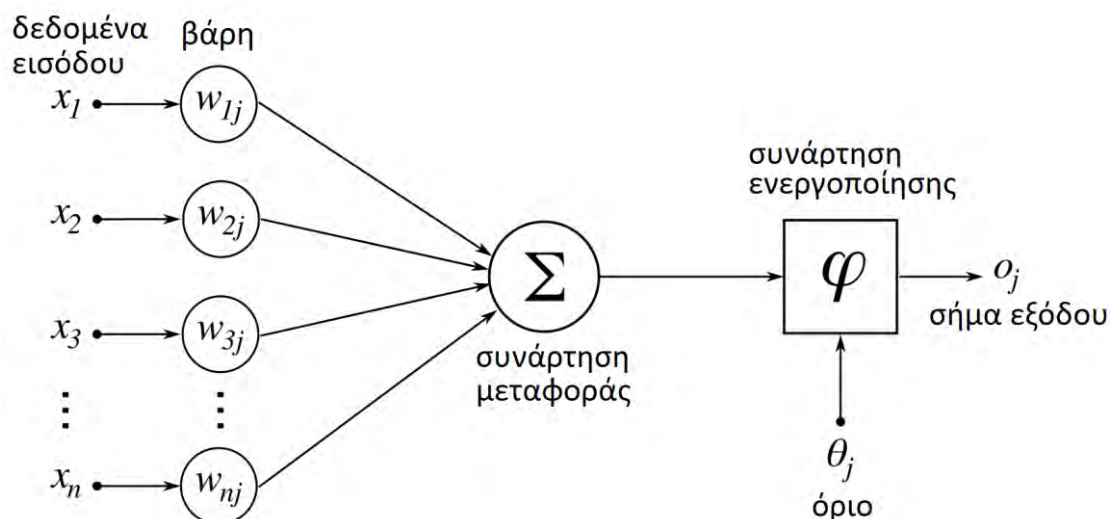 δεδομένα
εισόδου
βάρη
x₁
w₁ⱼ
x₂
w₂ⱼ
x₃
w₃ⱼ
⋮
⋮
xₙ
wₙⱼ
Σ
συνάρτηση
μεταφοράς
συνάρτηση
ενεργοποίησης
φ
oⱼ
σήμα εξόδου
θⱼ
όριο